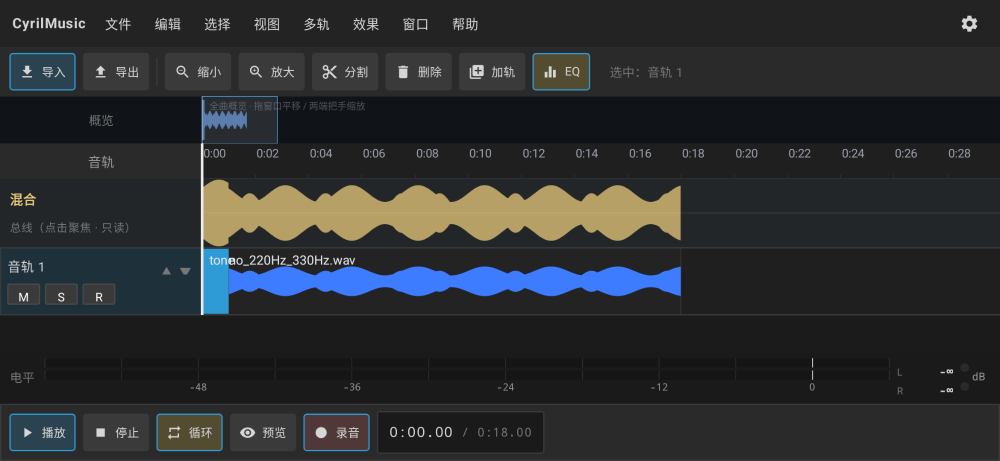 CyrilMusic 文件 编辑 选择 视图 多轨 效果 窗口 帮助
导入 导出 缩小 放大 分割 删除 加轨 EQ 选中: 音轨 1
概览 全曲概览 · 拖窗口平移 / 两端把手缩放
音轨 0:00 0:02 0:04 0:06 0:08 0:10 0:12 0:14 0:16 0:18 0:20 0:22 0:24 0:26 0:28
混合
总线（点击聚焦 · 只读）
音轨 1 o_220Hz_330Hz.wav
M S R
电平 -48 -36 -24 -12 0
L -∞ dB
R -∞
播放 停止 循环 预览 录音 0:00.00 / 0:18.00